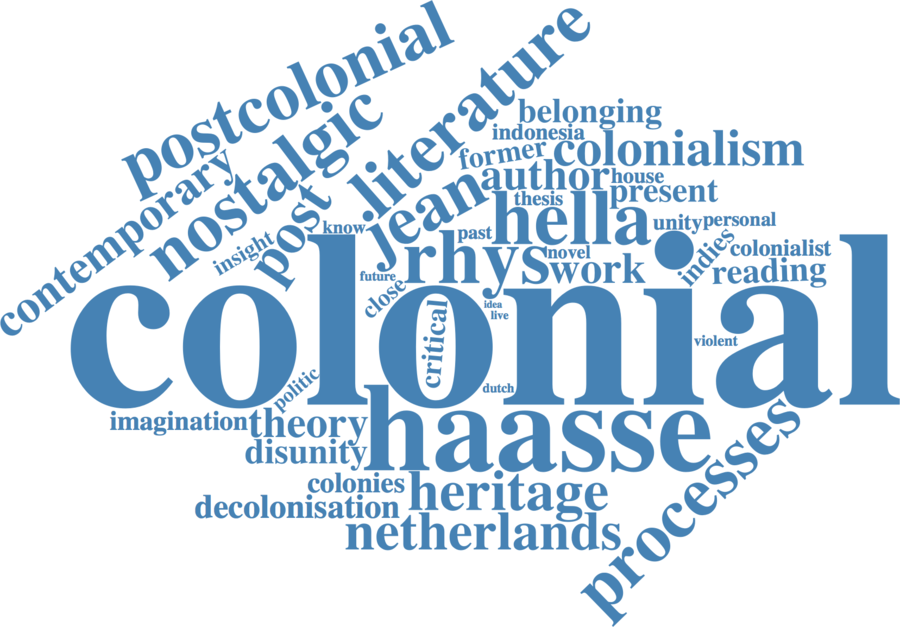 postcolonial
literature
nostalgic
contemporary
belonging
indonesia
former
colonialism
author
house
post
jean
thesis
present
know
past
hella
unity
personal
insight
rhys
novel
work
indies
colonialist
reading
future
close
colonial
critical
idea
live
violent
politic
dutch
imagination
theory
haasse
processes
disunity
colonies
heritage
decolonisation
netherlands